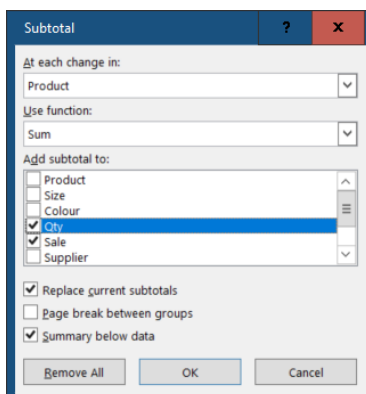 Subtotal ? x
At each change in:
Product
Use function:
Sum
Add subtotal to:
Product
Size
Colour
Qty
Sale
Supplier
Replace current subtotals
Page break between groups
Summary below data
Remove All OK Cancel